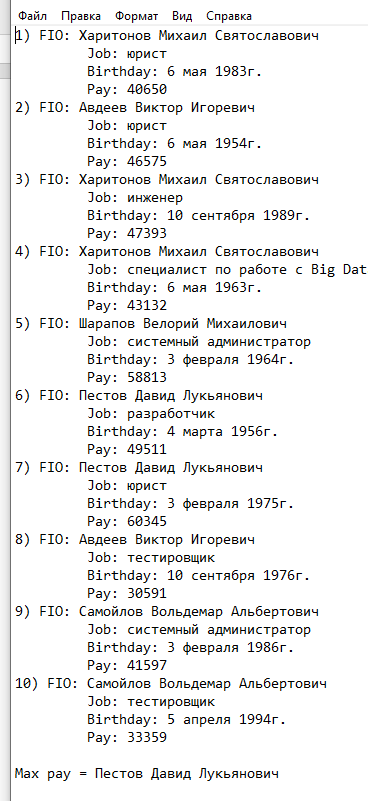 Файл Правка Формат Вид Справка
1) FIO: Харитонов Михаил Святославович
Job: юрист
Birthday: 6 мая 1983г.
Pay: 40650
2) FIO: Авдеев Виктор Игоревич
Job: юрист
Birthday: 6 мая 1954г.
Pay: 46575
3) FIO: Харитонов Михаил Святославович
Job: инженер
Birthday: 10 сентября 1989г.
Pay: 47393
4) FIO: Харитонов Михаил Святославович
Job: специалист по работе с Big Dat
Birthday: 6 мая 1963г.
Pay: 43132
5) FIO: Шарапов Велорий Михаилович
Job: системный администратор
Birthday: 3 февраля 1964г.
Pay: 58813
6) FIO: Пестов Давид Лукьянович
Job: разработчик
Birthday: 4 марта 1956г.
Pay: 49511
7) FIO: Пестов Давид Лукьянович
Job: юрист
Birthday: 3 февраля 1975г.
Pay: 60345
8) FIO: Авдеев Виктор Игоревич
Job: тестировщик
Birthday: 10 сентября 1976г.
Pay: 30591
9) FIO: Самойлов Вольдемар Альбертович
Job: системный администратор
Birthday: 3 февраля 1986г.
Pay: 41597
10) FIO: Самойлов Вольдемар Альбертович
Job: тестировщик
Birthday: 5 апреля 1994г.
Pay: 33359
Max pay = Пестов Давид Лукьянович